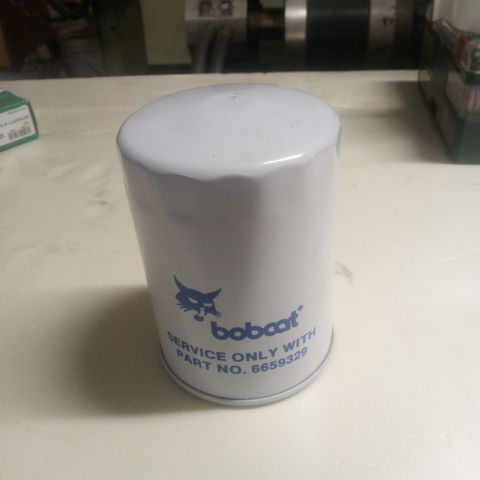 bobcat
SERVICE ONLY WITH
PART NO. 6659329